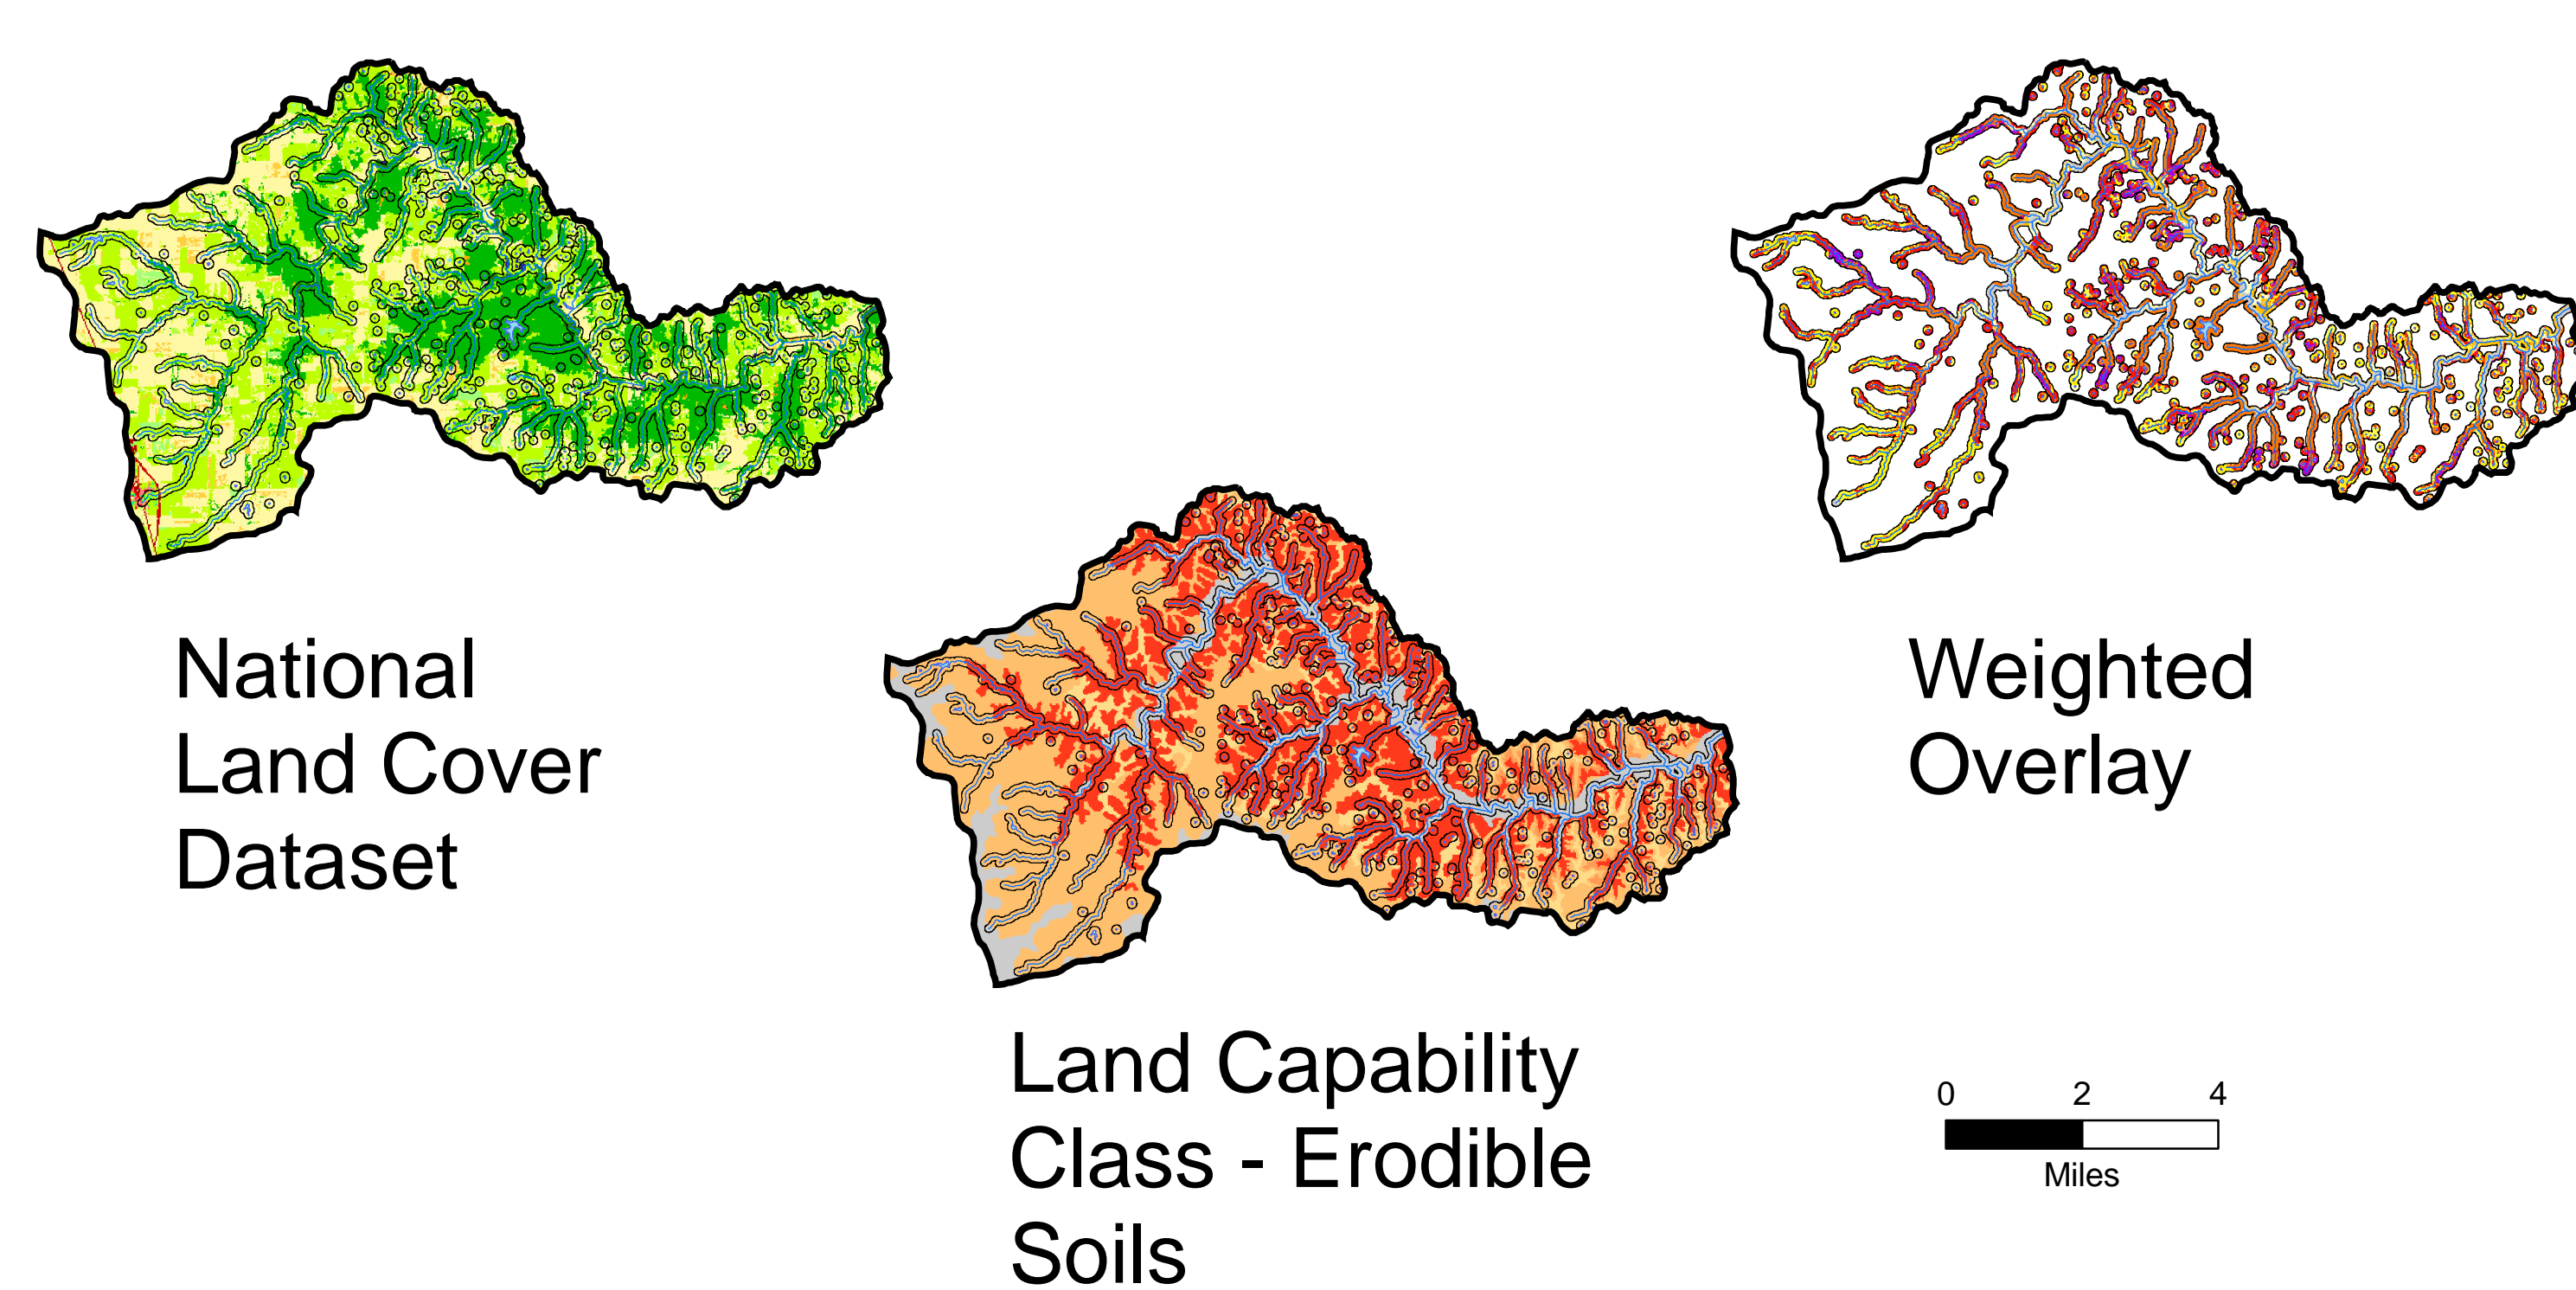 National
Land Cover
Dataset
Land Capability
Class - Erodible
Soils
Weighted
Overlay
0 2 4
Miles